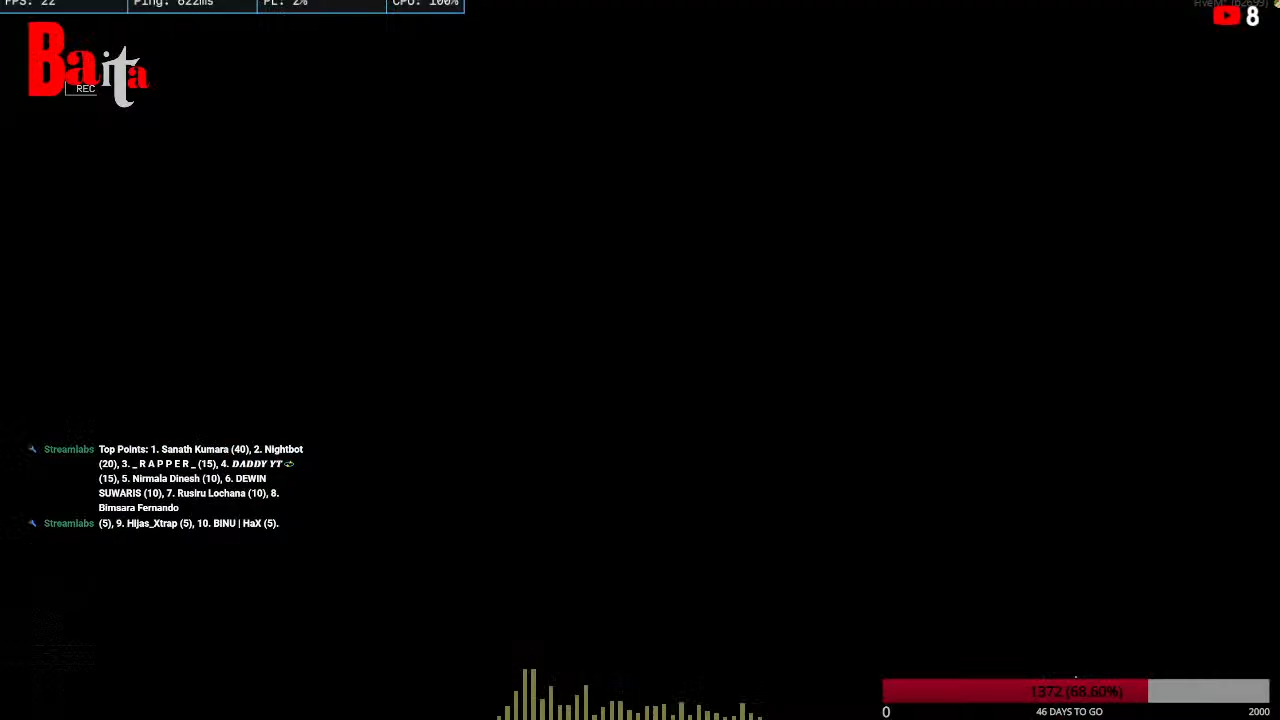 FPS: 22 Ping: 622ms PL: 2% CPU: 100%
8
Baita
REC
Streamlabs Top Points: 1. Sanath Kumara (40), 2. Nightbot
(20), 3. _ R A P P E R _ (15), 4. 𝑫𝑨𝑫𝑫𝒀 𝒀𝑻
(15), 5. Nirmala Dinesh (10), 6. DEWIN
SUWARIS (10), 7. Rusiru Lochana (10), 8.
Bimsara Fernando
Streamlabs (5), 9. Hijas_Xtrap (5), 10. BINU | HaX (5).
1372 (68.60%)
0 46 DAYS TO GO 2000